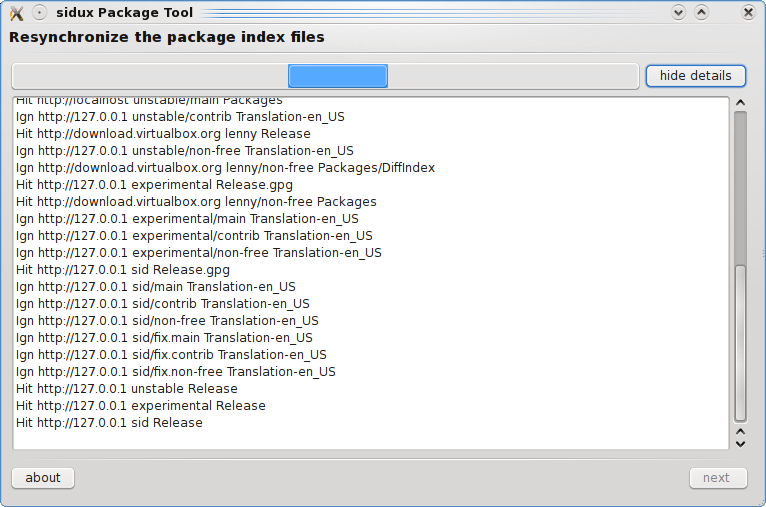 sidux Package Tool
Resynchronize the package index files
hide details
Hit http://localhost unstable/main Packages
Ign http://127.0.0.1 unstable/contrib Translation-en_US
Hit http://download.virtualbox.org lenny Release
Ign http://127.0.0.1 unstable/non-free Translation-en_US
Ign http://download.virtualbox.org lenny/non-free Packages/DiffIndex
Hit http://127.0.0.1 experimental Release.gpg
Hit http://download.virtualbox.org lenny/non-free Packages
Ign http://127.0.0.1 experimental/main Translation-en_US
Ign http://127.0.0.1 experimental/contrib Translation-en_US
Ign http://127.0.0.1 experimental/non-free Translation-en_US
Hit http://127.0.0.1 sid Release.gpg
Ign http://127.0.0.1 sid/main Translation-en_US
Ign http://127.0.0.1 sid/contrib Translation-en_US
Ign http://127.0.0.1 sid/non-free Translation-en_US
Ign http://127.0.0.1 sid/fix.main Translation-en_US
Ign http://127.0.0.1 sid/fix.contrib Translation-en_US
Ign http://127.0.0.1 sid/fix.non-free Translation-en_US
Hit http://127.0.0.1 unstable Release
Hit http://127.0.0.1 experimental Release
Hit http://127.0.0.1 sid Release
about
next